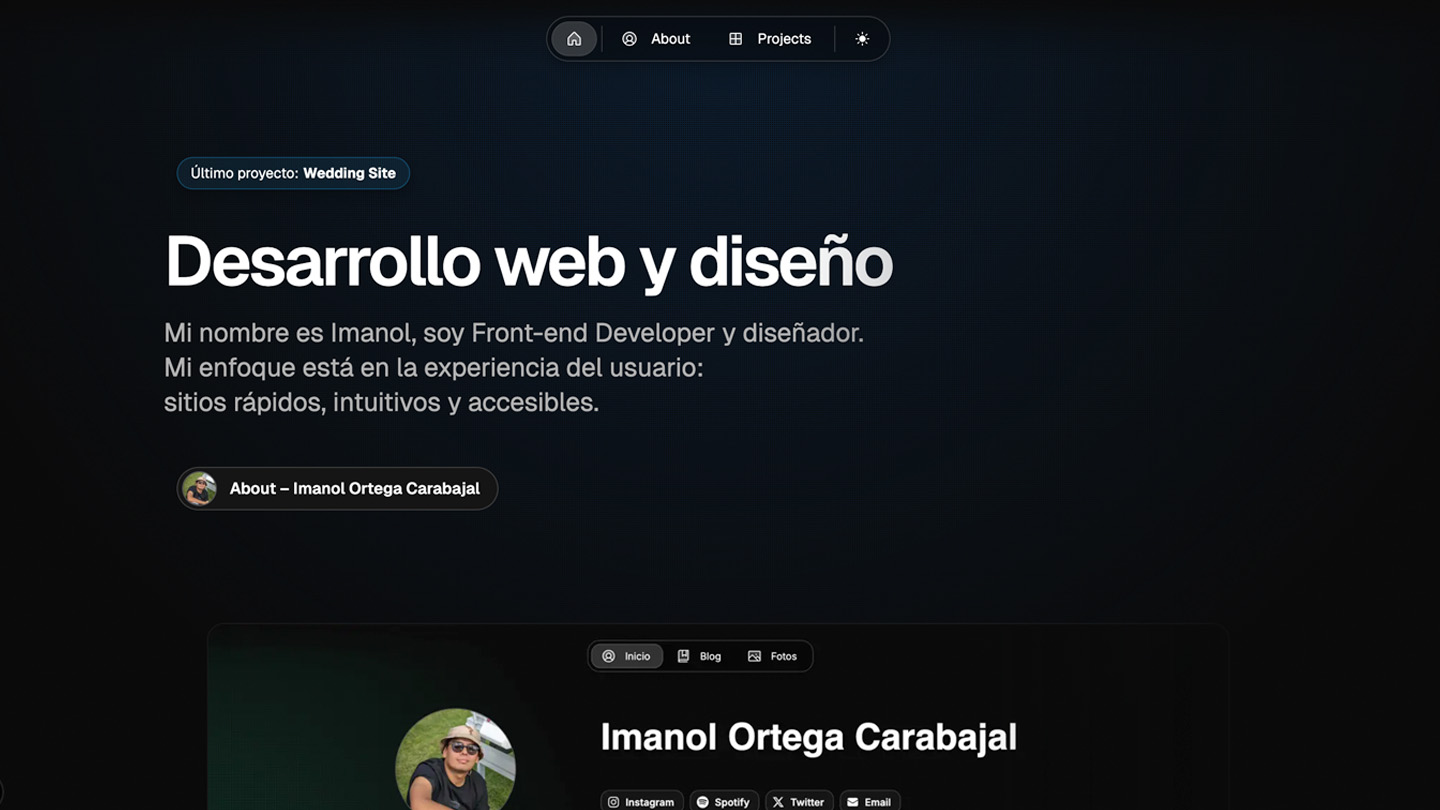 About
Projects
Último proyecto: Wedding Site
Desarrollo web y diseño
Mi nombre es Imanol, soy Front-end Developer y diseñador.
Mi enfoque está en la experiencia del usuario:
sitios rápidos, intuitivos y accesibles.
About – Imanol Ortega Carabajal
Inicio
Blog
Fotos
Imanol Ortega Carabajal
Instagram
Spotify
Twitter
Email